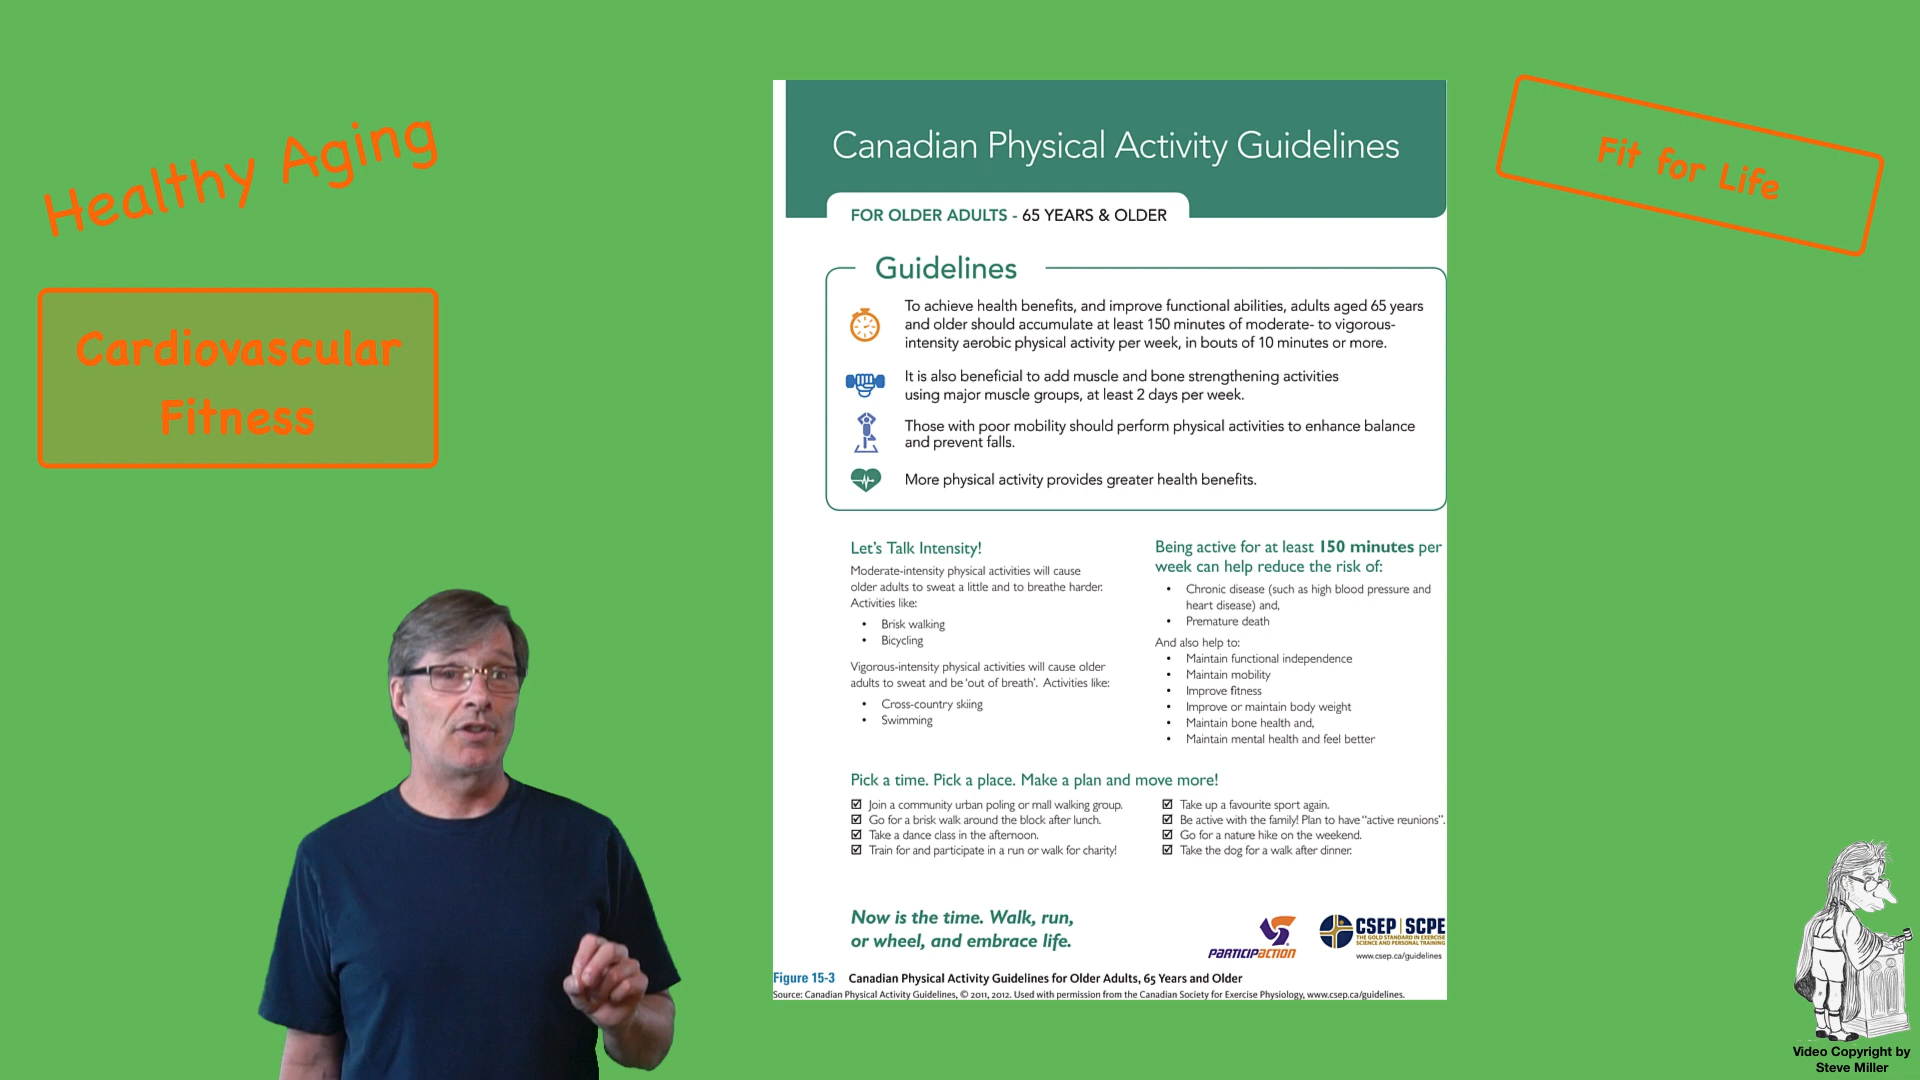 Healthy Aging
Cardiovascular
Fitness
Fit for Life
Canadian Physical Activity Guidelines
FOR OLDER ADULTS - 65 YEARS & OLDER
Guidelines
To achieve health benefits, and improve functional abilities, adults aged 65 years
and older should accumulate at least 150 minutes of moderate- to vigorous-
intensity aerobic physical activity per week, in bouts of 10 minutes or more.
It is also beneficial to add muscle and bone strengthening activities
using major muscle groups, at least 2 days per week.
Those with poor mobility should perform physical activities to enhance balance
and prevent falls.
More physical activity provides greater health benefits.
Let's Talk Intensity!
Moderate-intensity physical activities will cause
older adults to sweat a little and to breathe harder.
Activities like:
• Brisk walking
• Bicycling
Vigorous-intensity physical activities will cause older
adults to sweat and be 'out of breath'. Activities like:
• Cross-country skiing
• Swimming
Being active for at least 150 minutes per
week can help reduce the risk of:
• Chronic disease (such as high blood pressure and
heart disease) and,
• Premature death
And also help to:
• Maintain functional independence
• Maintain mobility
• Improve fitness
• Improve or maintain body weight
• Maintain bone health and,
• Maintain mental health and feel better
Pick a time. Pick a place. Make a plan and move more!
Join a community urban poling or mall walking group.
Go for a brisk walk around the block after lunch.
Take a dance class in the afternoon.
Train for and participate in a run or walk for charity!
Take up a favourite sport again.
Be active with the family! Plan to have "active reunions".
Go for a nature hike on the weekend.
Take the dog for a walk after dinner.
Now is the time. Walk, run,
or wheel, and embrace life.
PARTICIPACTION
CSEP | SCPE
THE GOLD STANDARD IN EXERCISE
SCIENCE AND PERSONAL TRAINING
www.csep.ca/guidelines
Figure 15-3 Canadian Physical Activity Guidelines for Older Adults, 65 Years and Older
Source: Canadian Physical Activity Guidelines, © 2011, 2012. Used with permission from the Canadian Society for Exercise Physiology, www.csep.ca/guidelines.
Video Copyright by
Steve Miller